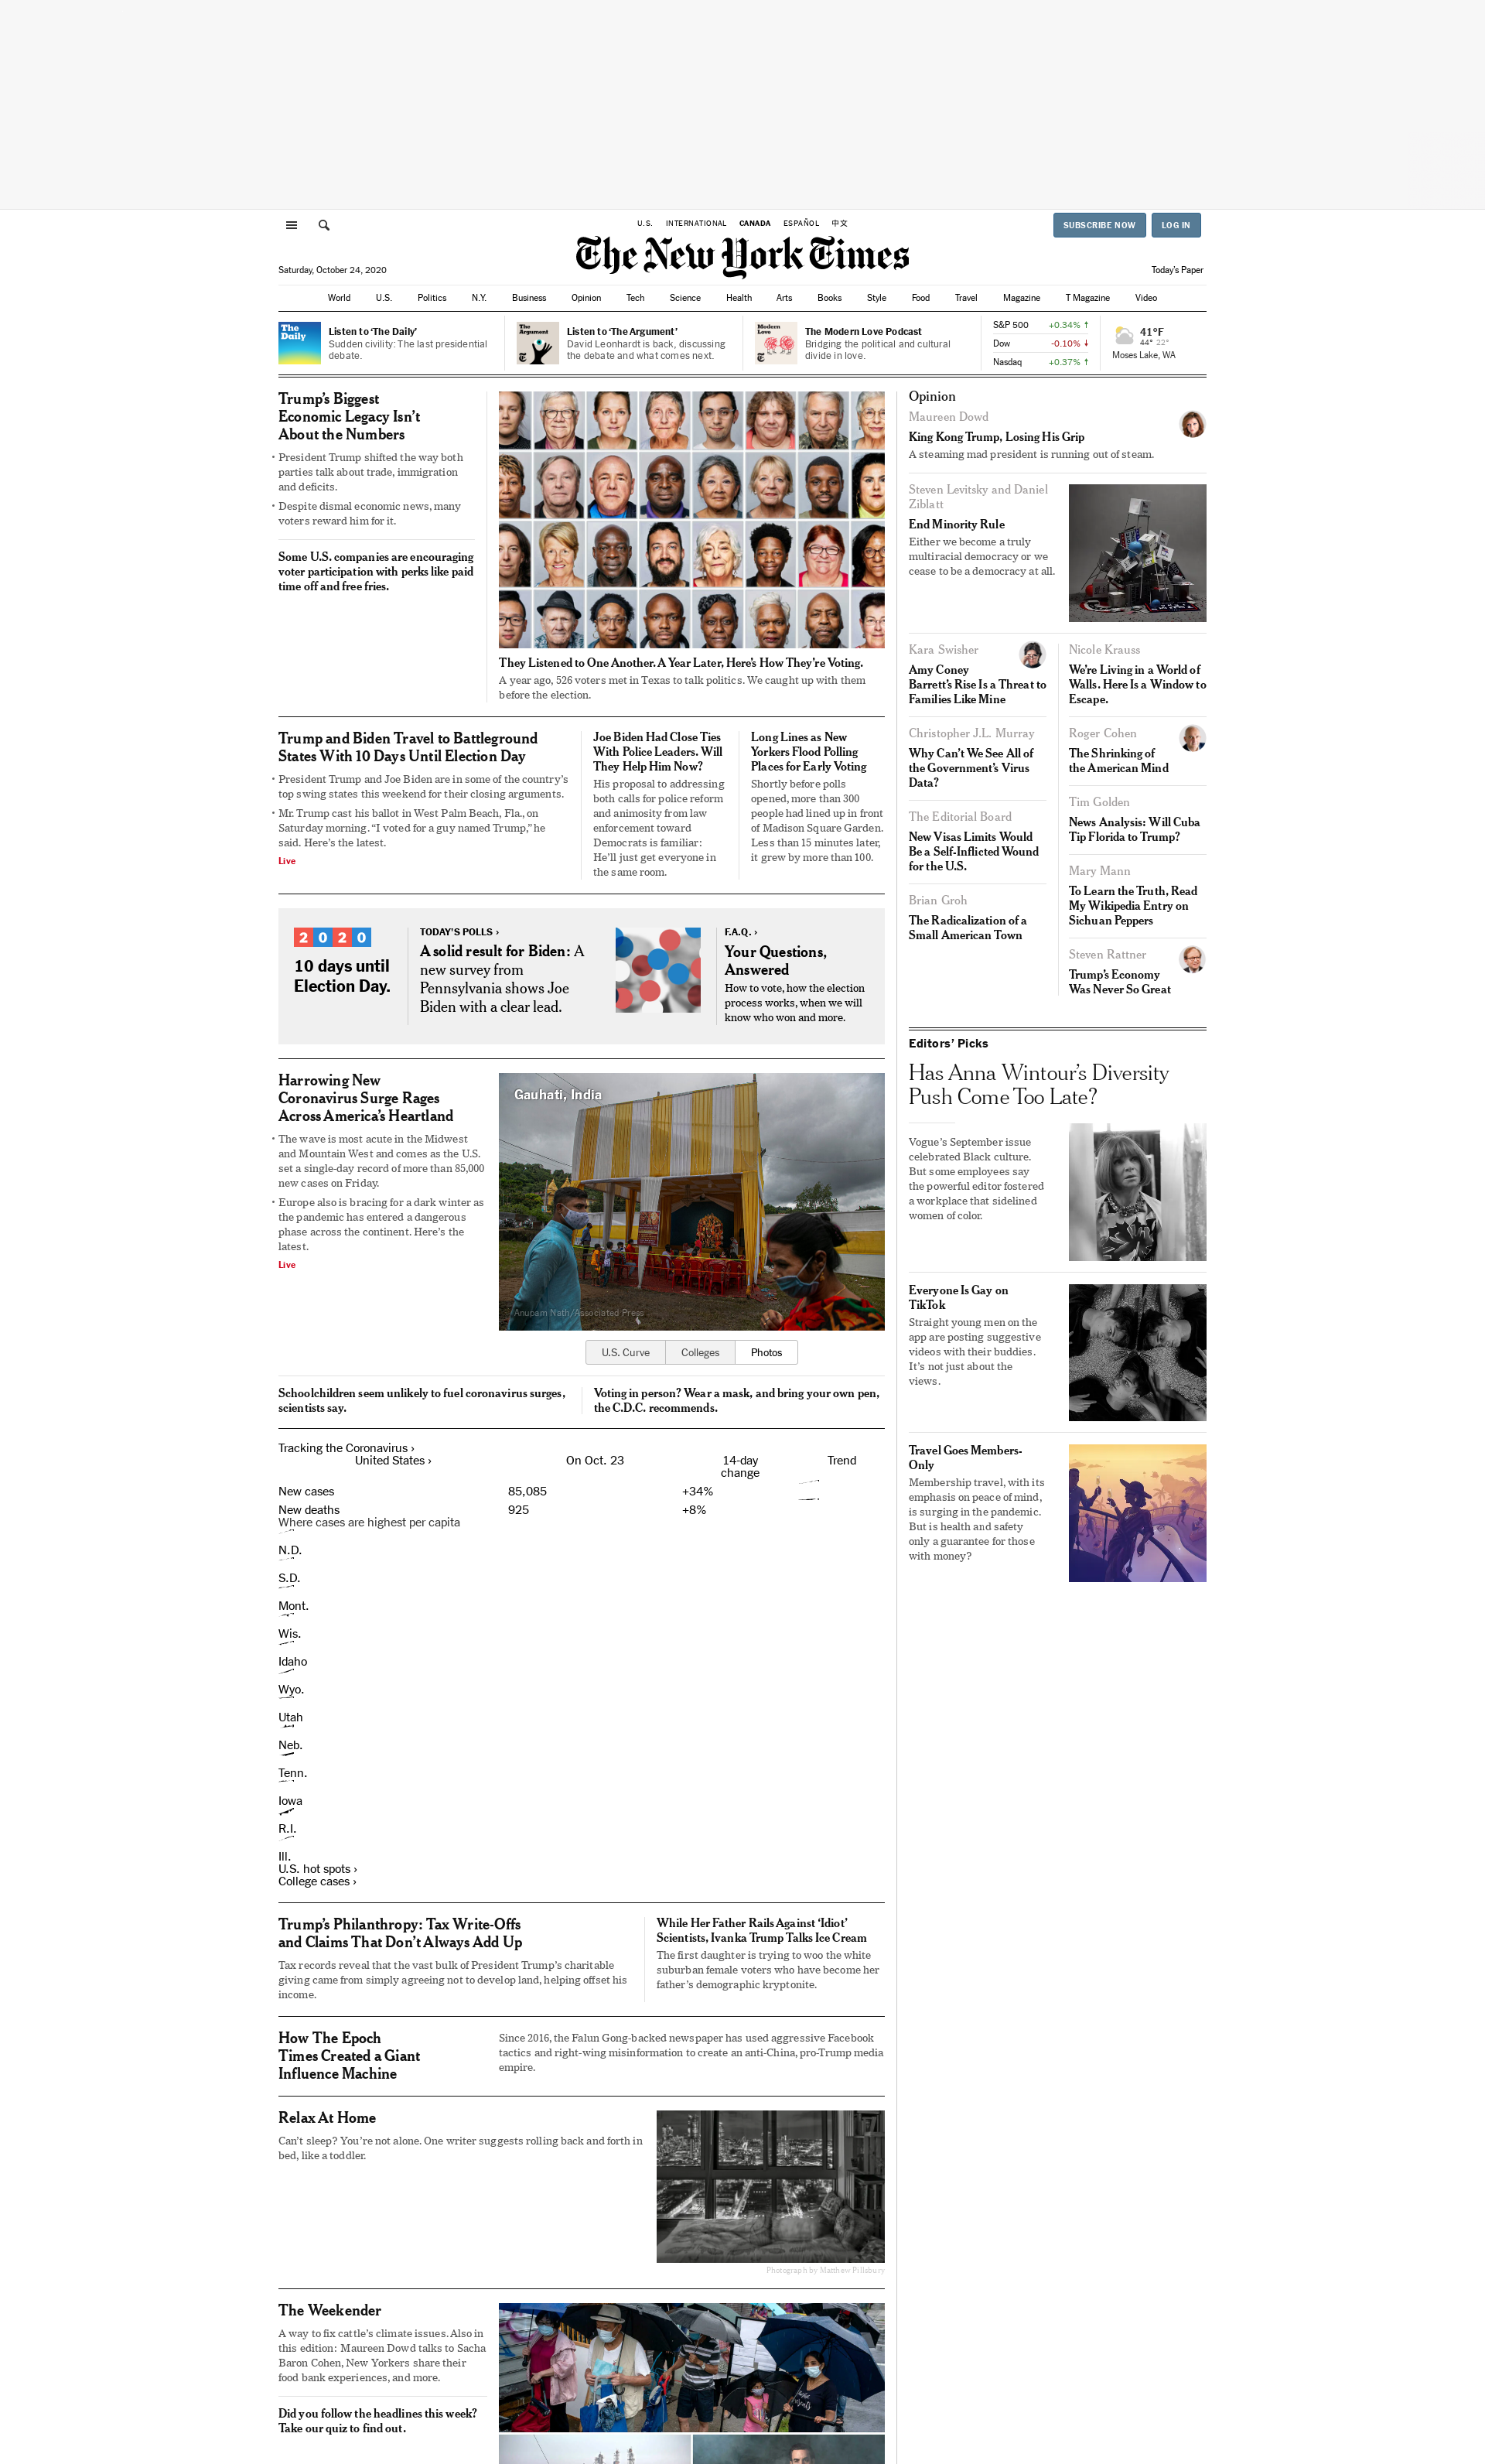 U.S. INTERNATIONAL CANADA ESPAÑOL 中文
SUBSCRIBE NOW LOG IN
The New York Times
Saturday, October 24, 2020
Today's Paper
World U.S. Politics N.Y. Business Opinion Tech Science Health Arts Books Style Food Travel Magazine T Magazine Video
The Daily
Listen to 'The Daily'
Sudden civility: The last presidential
debate.
The Argument
Listen to 'The Argument'
David Leonhardt is back, discussing
the debate and what comes next.
Modern Love
The Modern Love Podcast
Bridging the political and cultural
divide in love.
S&P 500 +0.34% ↑
Dow -0.10% ↓
Nasdaq +0.37% ↑
41°F
44° 22°
Moses Lake, WA
Trump's Biggest
Economic Legacy Isn't
About the Numbers
• President Trump shifted the way both
parties talk about trade, immigration
and deficits.
• Despite dismal economic news, many
voters reward him for it.
Some U.S. companies are encouraging
voter participation with perks like paid
time off and free fries.
They Listened to One Another. A Year Later, Here's How They're Voting.
A year ago, 526 voters met in Texas to talk politics. We caught up with them
before the election.
Trump and Biden Travel to Battleground
States With 10 Days Until Election Day
• President Trump and Joe Biden are in some of the country's
top swing states this weekend for their closing arguments.
• Mr. Trump cast his ballot in West Palm Beach, Fla., on
Saturday morning. “I voted for a guy named Trump,” he
said. Here's the latest.
Live
Joe Biden Had Close Ties
With Police Leaders. Will
They Help Him Now?
His proposal to addressing
both calls for police reform
and animosity from law
enforcement toward
Democrats is familiar:
He'll just get everyone in
the same room.
Long Lines as New
Yorkers Flood Polling
Places for Early Voting
Shortly before polls
opened, more than 300
people had lined up in front
of Madison Square Garden.
Less than 15 minutes later,
it grew by more than 100.
2020
10 days until
Election Day.
TODAY'S POLLS ›
A solid result for Biden: A
new survey from
Pennsylvania shows Joe
Biden with a clear lead.
F.A.Q. ›
Your Questions,
Answered
How to vote, how the election
process works, when we will
know who won and more.
Harrowing New
Coronavirus Surge Rages
Across America's Heartland
• The wave is most acute in the Midwest
and Mountain West and comes as the U.S.
set a single-day record of more than 85,000
new cases on Friday.
• Europe also is bracing for a dark winter as
the pandemic has entered a dangerous
phase across the continent. Here's the
latest.
Live
Gauhati, India
Anupam Nath/Associated Press
U.S. Curve Colleges Photos
Schoolchildren seem unlikely to fuel coronavirus surges,
scientists say.
Voting in person? Wear a mask, and bring your own pen,
the C.D.C. recommends.
Tracking the Coronavirus ›
United States › On Oct. 23 14-day change Trend
New cases 85,085 +34%
New deaths 925 +8%
Where cases are highest per capita
N.D.
S.D.
Mont.
Wis.
Idaho
Wyo.
Utah
Neb.
Tenn.
Iowa
R.I.
Ill.
U.S. hot spots ›
College cases ›
Trump's Philanthropy: Tax Write-Offs
and Claims That Don't Always Add Up
Tax records reveal that the vast bulk of President Trump's charitable
giving came from simply agreeing not to develop land, helping offset his
income.
While Her Father Rails Against ‘Idiot’
Scientists, Ivanka Trump Talks Ice Cream
The first daughter is trying to woo the white
suburban female voters who have become her
father's demographic kryptonite.
How The Epoch
Times Created a Giant
Influence Machine
Since 2016, the Falun Gong-backed newspaper has used aggressive Facebook
tactics and right-wing misinformation to create an anti-China, pro-Trump media
empire.
Relax At Home
Can't sleep? You're not alone. One writer suggests rolling back and forth in
bed, like a toddler.
Photograph by Matthew Pillsbury
The Weekender
A way to fix cattle's climate issues. Also in
this edition: Maureen Dowd talks to Sacha
Baron Cohen, New Yorkers share their
food bank experiences, and more.
Did you follow the headlines this week?
Take our quiz to find out.
Opinion
Maureen Dowd
King Kong Trump, Losing His Grip
A steaming mad president is running out of steam.
Steven Levitsky and Daniel
Ziblatt
End Minority Rule
Either we become a truly
multiracial democracy or we
cease to be a democracy at all.
Kara Swisher
Amy Coney
Barrett's Rise Is a Threat to
Families Like Mine
Christopher J.L. Murray
Why Can't We See All of
the Government's Virus
Data?
The Editorial Board
New Visas Limits Would
Be a Self-Inflicted Wound
for the U.S.
Brian Groh
The Radicalization of a
Small American Town
Nicole Krauss
We're Living in a World of
Walls. Here Is a Window to
Escape.
Roger Cohen
The Shrinking of
the American Mind
Tim Golden
News Analysis: Will Cuba
Tip Florida to Trump?
Mary Mann
To Learn the Truth, Read
My Wikipedia Entry on
Sichuan Peppers
Steven Rattner
Trump's Economy
Was Never So Great
Editors' Picks
Has Anna Wintour's Diversity
Push Come Too Late?
Vogue's September issue
celebrated Black culture.
But some employees say
the powerful editor fostered
a workplace that sidelined
women of color.
Everyone Is Gay on
TikTok
Straight young men on the
app are posting suggestive
videos with their buddies.
It's not just about the
views.
Travel Goes Members-
Only
Membership travel, with its
emphasis on peace of mind,
is surging in the pandemic.
But is health and safety
only a guarantee for those
with money?